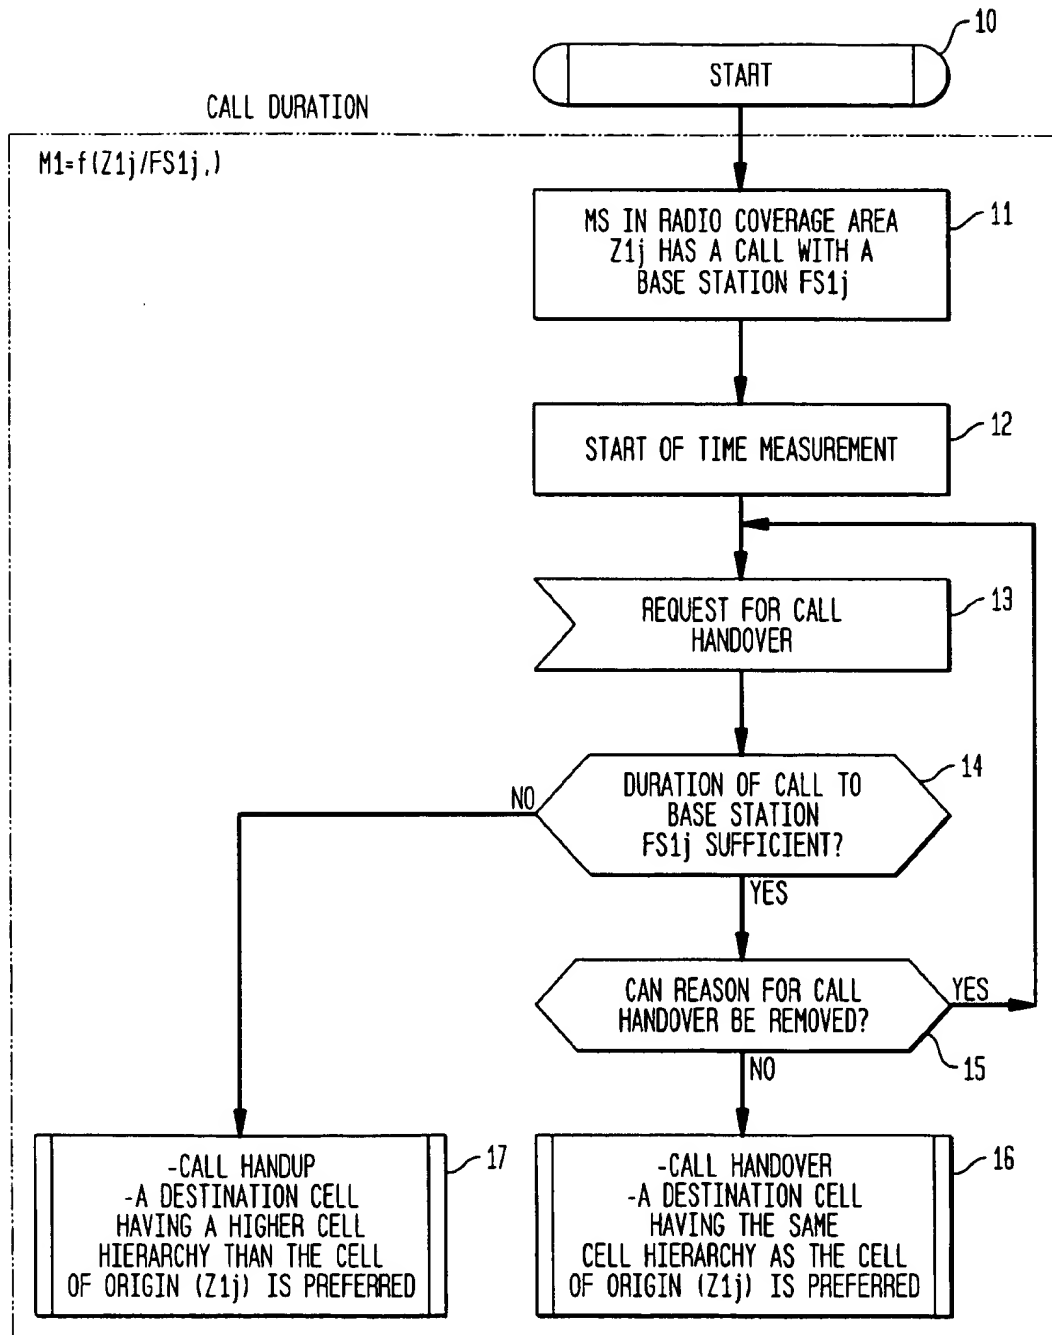 10
START
CALL DURATION
M1=f(Z1j/FS1j,)
MS IN RADIO COVERAGE AREA
Z1j HAS A CALL WITH A
BASE STATION FS1j
11
START OF TIME MEASUREMENT
12
REQUEST FOR CALL
HANDOVER
13
DURATION OF CALL TO
BASE STATION
FS1j SUFFICIENT?
14
NO
YES
CAN REASON FOR CALL
HANDOVER BE REMOVED?
YES
15
NO
-CALL HANDUP
-A DESTINATION CELL
HAVING A HIGHER CELL
HIERARCHY THAN THE CELL
OF ORIGIN (Z1j) IS PREFERRED
17
-CALL HANDOVER
-A DESTINATION CELL
HAVING THE SAME
CELL HIERARCHY AS THE CELL
OF ORIGIN (Z1j) IS PREFERRED
16